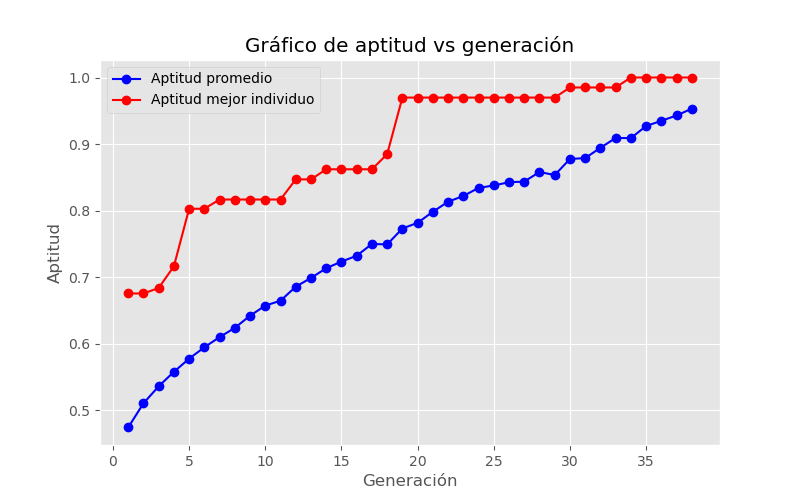 Gráfico de aptitud vs generación
Aptitud promedio
Aptitud mejor individuo
1.0
0.9
0.8
0.7
0.6
0.5
Aptitud
0 5 10 15 20 25 30 35
Generación